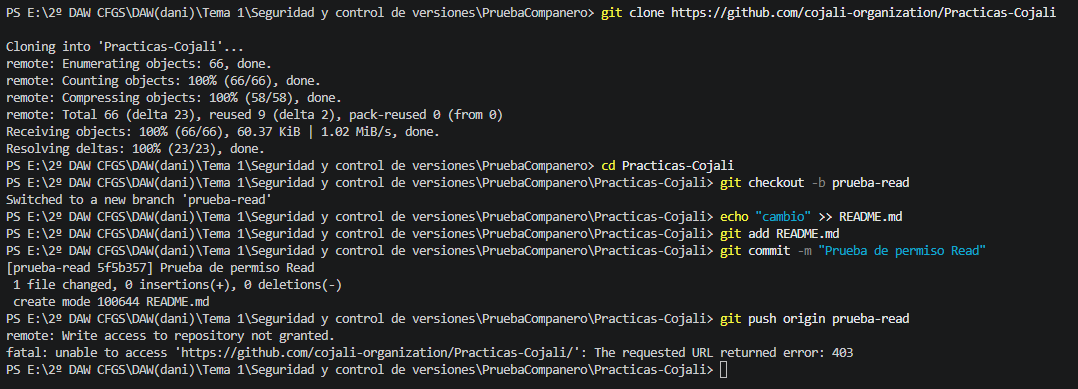 PS E:\2º DAW CFGS\DAW(dani)\Tema 1\Seguridad y control de versiones\PruebaCompanero> git clone https://github.com/cojali-organization/Practicas-Cojali
Cloning into 'Practicas-Cojali'...
remote: Enumerating objects: 66, done.
remote: Counting objects: 100% (66/66), done.
remote: Compressing objects: 100% (58/58), done.
remote: Total 66 (delta 23), reused 9 (delta 2), pack-reused 0 (from 0)
Receiving objects: 100% (66/66), 60.37 KiB | 1.02 MiB/s, done.
Resolving deltas: 100% (23/23), done.
PS E:\2º DAW CFGS\DAW(dani)\Tema 1\Seguridad y control de versiones\PruebaCompanero> cd Practicas-Cojali
PS E:\2º DAW CFGS\DAW(dani)\Tema 1\Seguridad y control de versiones\PruebaCompanero\Practicas-Cojali> git checkout -b prueba-read
Switched to a new branch 'prueba-read'
PS E:\2º DAW CFGS\DAW(dani)\Tema 1\Seguridad y control de versiones\PruebaCompanero\Practicas-Cojali> echo "cambio" >> README.md
PS E:\2º DAW CFGS\DAW(dani)\Tema 1\Seguridad y control de versiones\PruebaCompanero\Practicas-Cojali> git add README.md
PS E:\2º DAW CFGS\DAW(dani)\Tema 1\Seguridad y control de versiones\PruebaCompanero\Practicas-Cojali> git commit -m "Prueba de permiso Read"
[prueba-read 5f5b357] Prueba de permiso Read
1 file changed, 0 insertions(+), 0 deletions(-)
create mode 100644 README.md
PS E:\2º DAW CFGS\DAW(dani)\Tema 1\Seguridad y control de versiones\PruebaCompanero\Practicas-Cojali> git push origin prueba-read
remote: Write access to repository not granted.
fatal: unable to access 'https://github.com/cojali-organization/Practicas-Cojali/': The requested URL returned error: 403
PS E:\2º DAW CFGS\DAW(dani)\Tema 1\Seguridad y control de versiones\PruebaCompanero\Practicas-Cojali>